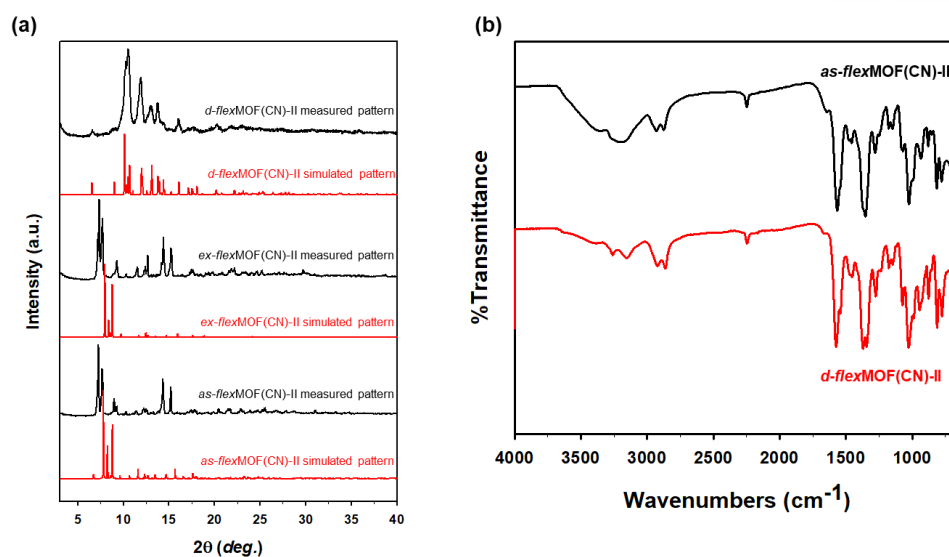 (a)
d-flexMOF(CN)-II measured pattern
d-flexMOF(CN)-II simulated pattern
ex-flexMOF(CN)-II measured pattern
ex-flexMOF(CN)-II simulated pattern
as-flexMOF(CN)-II measured pattern
as-flexMOF(CN)-II simulated pattern
Intensity (a.u.)
5 10 15 20 25 30 35 40
2θ (deg.)
(b)
as-flexMOF(CN)-II
d-flexMOF(CN)-II
%Transmittance
4000 3500 3000 2500 2000 1500 1000
Wavenumbers (cm⁻¹)